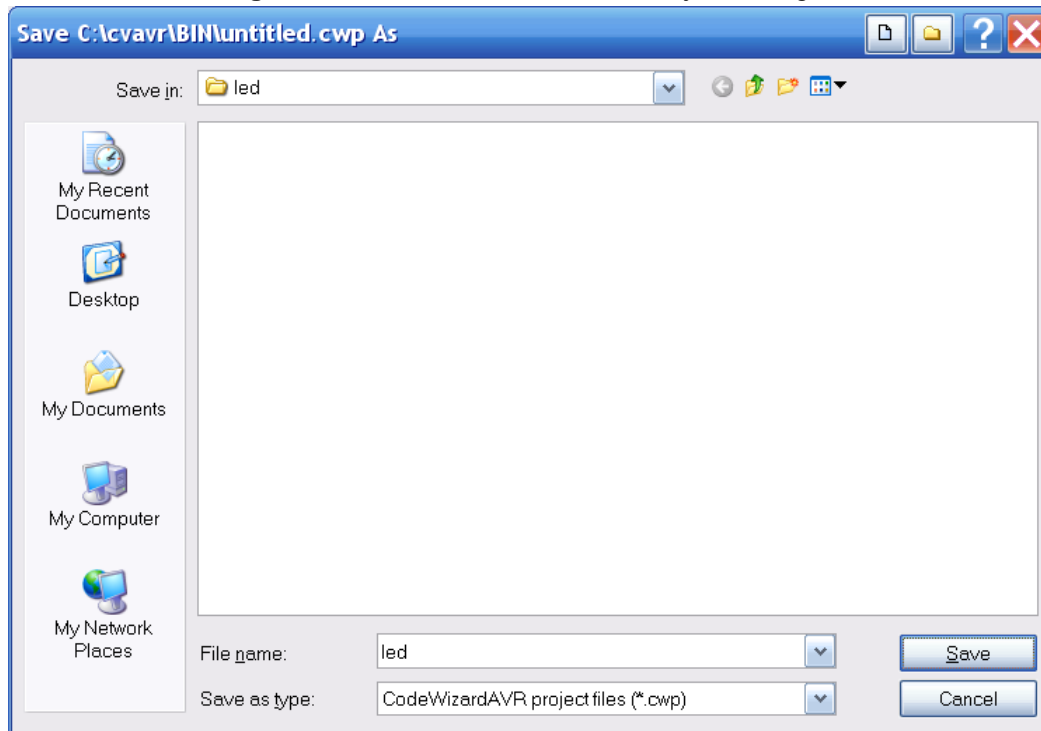 Save C:\cvavr\BIN\untitled.cwp As
Save in:
led
My Recent
Documents
Desktop
My Documents
My Computer
My Network
Places
File name:
led
Save
Save as type:
CodeWizardAVR project files (*.cwp)
Cancel